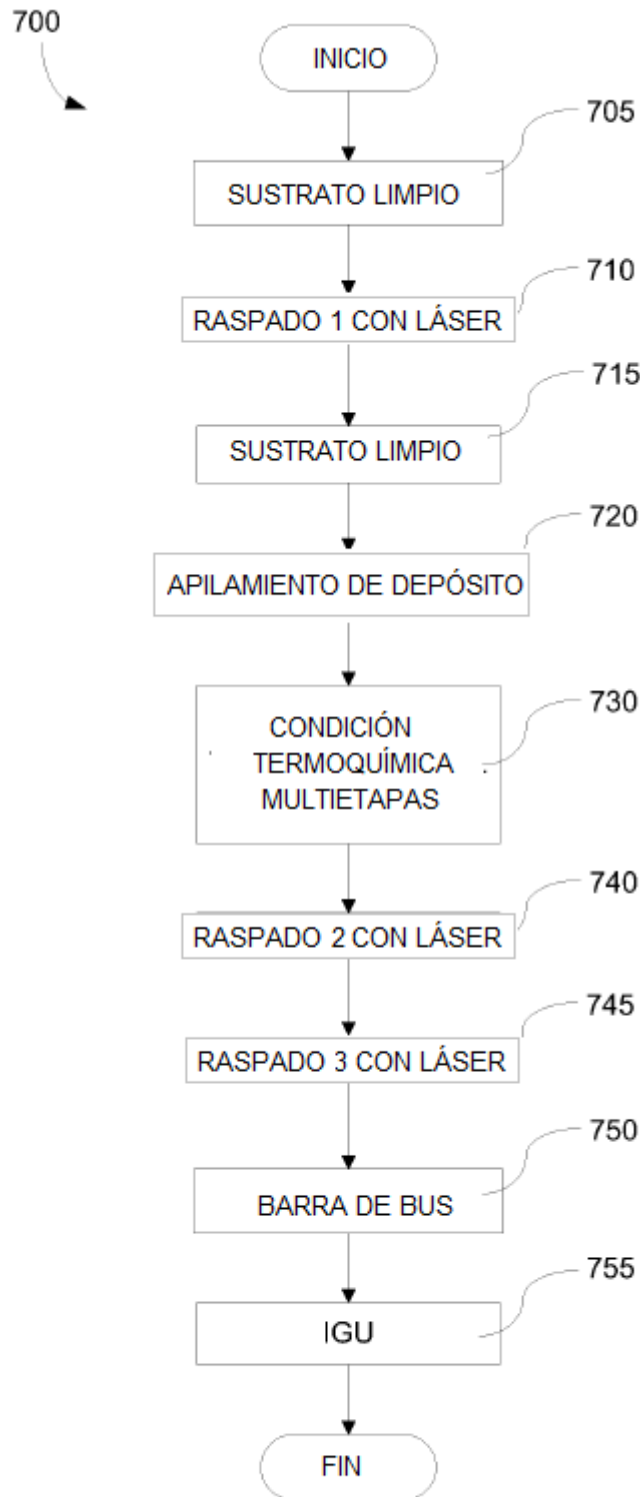 700
INICIO
705
SUSTRATO LIMPIO
710
RASPADO 1 CON LÁSER
715
SUSTRATO LIMPIO
720
APILAMIENTO DE DEPÓSITO
730
CONDICIÓN
TERMOQUÍMICA
MULTIETAPAS
740
RASPADO 2 CON LÁSER
745
RASPADO 3 CON LÁSER
750
BARRA DE BUS
755
IGU
FIN